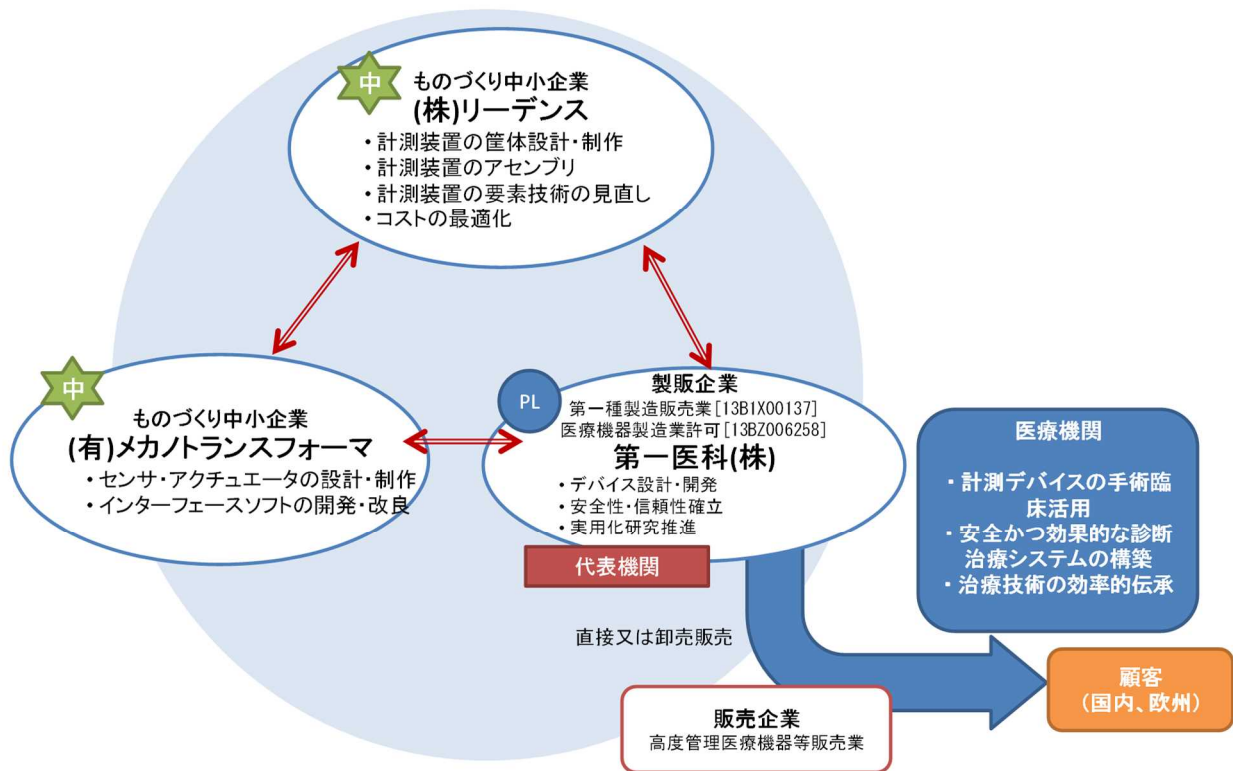 中
ものづくり中小企業
(株)リーデンス
・計測装置の筐体設計・制作
・計測装置のアセンブリ
・計測装置の要素技術の見直し
・コストの最適化
中
ものづくり中小企業
(有)メカノトランスフォーマ
・センサ・アクチュエータの設計・制作
・インターフェースソフトの開発・改良
PL
製販企業
第一種製造販売業[13B1X00137]
医療機器製造業許可[13BZ006258]
第一医科(株)
・デバイス設計・開発
・安全性・信頼性確立
・実用化研究推進
代表機関
医療機関
・計測デバイスの手術臨
床活用
・安全かつ効果的な診断
治療システムの構築
・治療技術の効率的伝承
直接又は卸売販売
顧客
(国内、欧州)
販売企業
高度管理医療機器等販売業